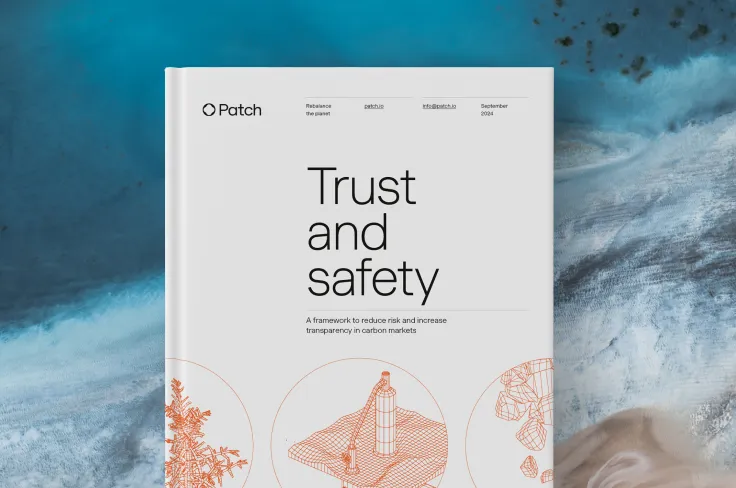 Patch
Rebalance
the planet
patch.io
info@patch.io
September
2024
Trust
and
safety
A framework to reduce risk and increase
transparency in carbon markets